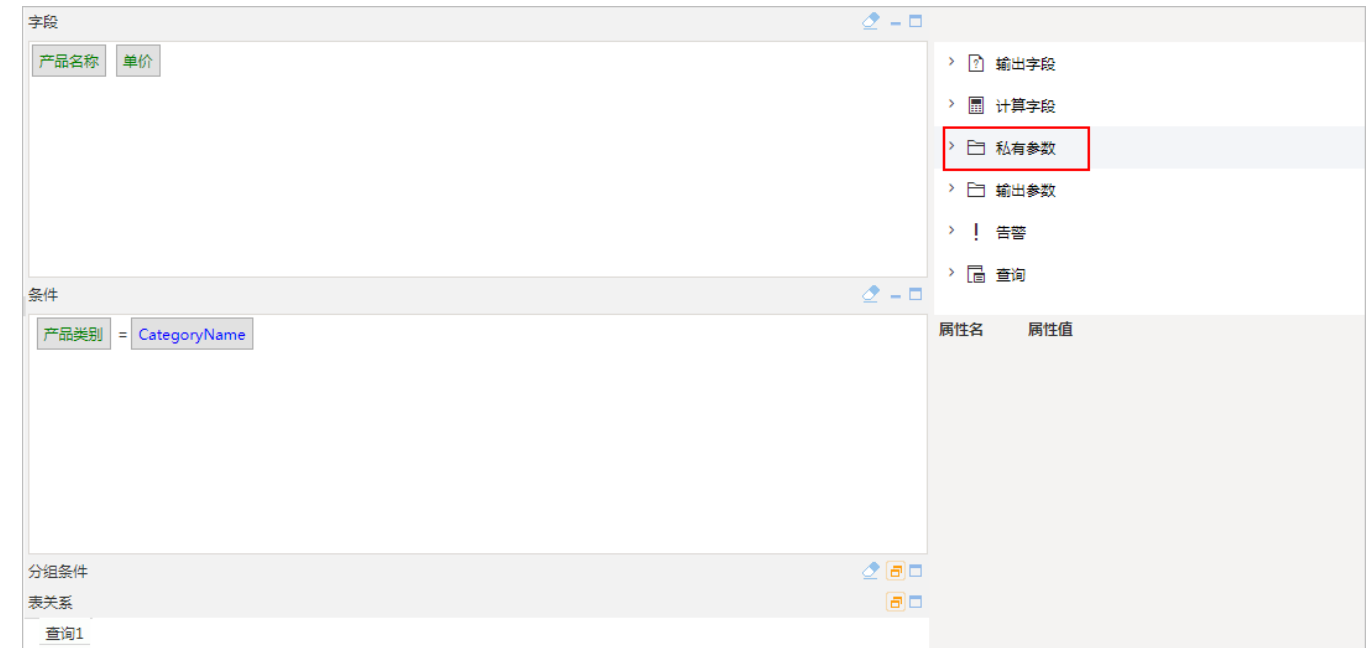 字段
产品名称 单价
条件
产品类别 = CategoryName
分组条件
表关系
查询1
输出字段
计算字段
私有参数
输出参数
告警
查询
属性名 属性值